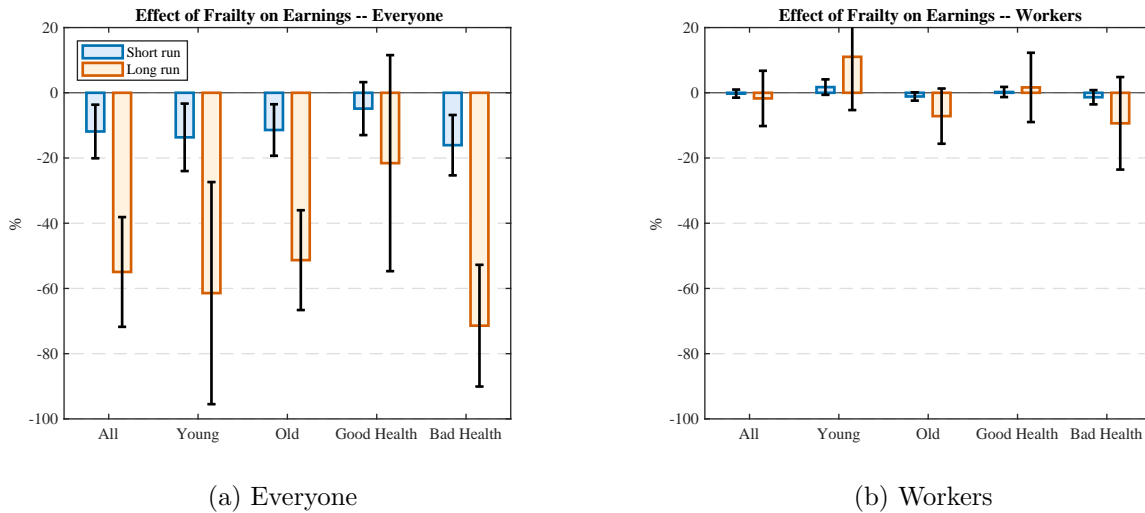 Effect of Frailty on Earnings -- Everyone
20
0
-20
-40
-60
-80
-100
%
Short run
Long run
All
Young
Old
Good Health
Bad Health
(a) Everyone
Effect of Frailty on Earnings -- Workers
20
0
-20
-40
-60
-80
-100
%
All
Young
Old
Good Health
Bad Health
(b) Workers